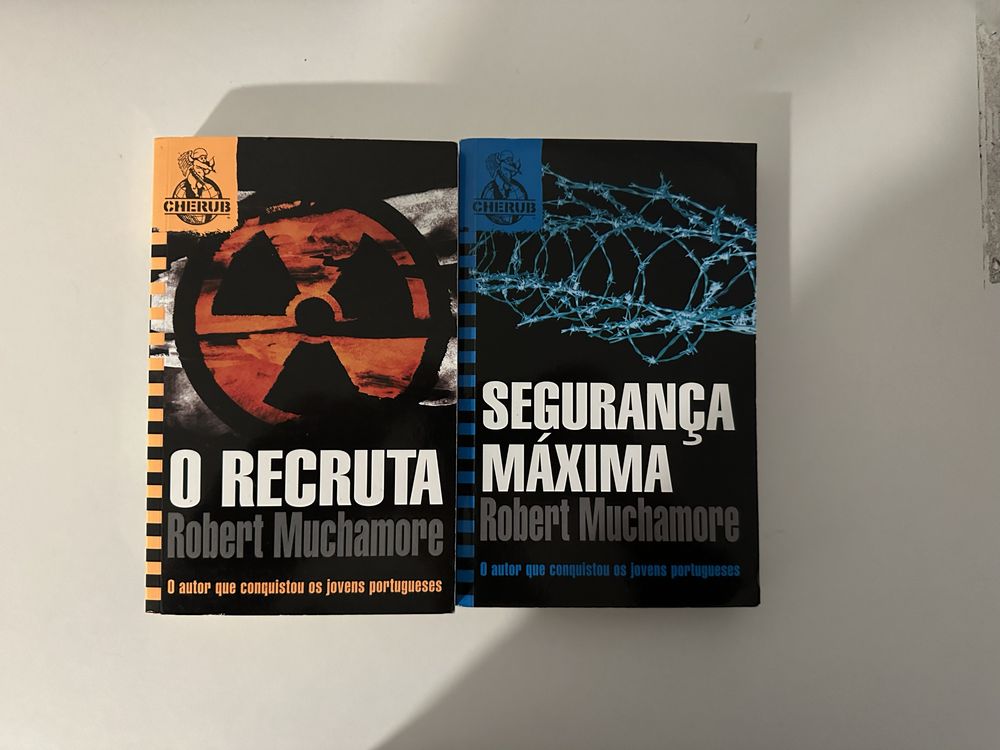 CHERUB
O RECRUTA
Robert Muchamore
O autor que conquistou os jovens portugueses
CHERUB
SEGURANÇA
MÁXIMA
Robert Muchamore
O autor que conquistou os jovens portugueses